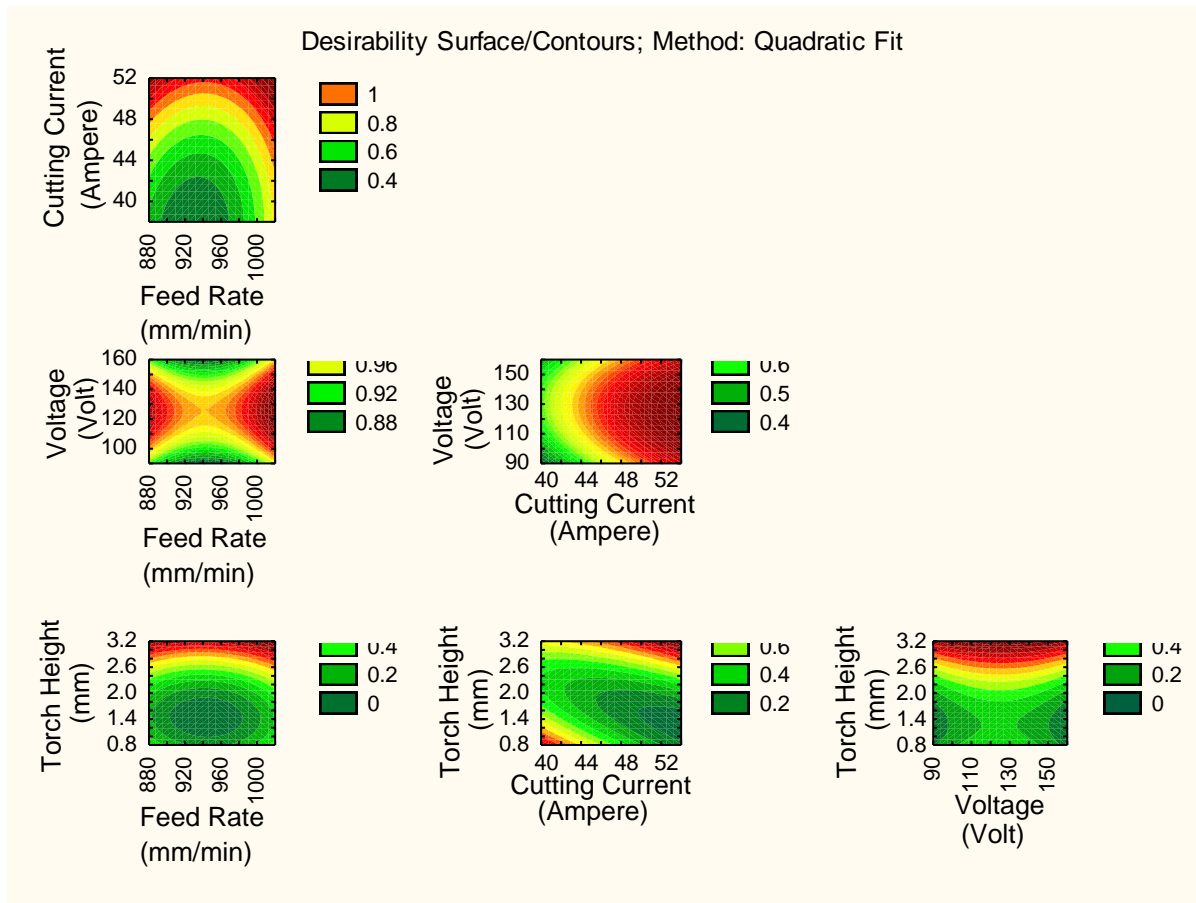 Desirability Surface/Contours; Method: Quadratic Fit
Cutting Current
(Ampere)
52
48
44
40
880
920
960
1000
Feed Rate
(mm/min)
1
0.8
0.6
0.4
Voltage
(Volt)
160
140
120
100
880
920
960
1000
Feed Rate
(mm/min)
0.96
0.92
0.88
Voltage
(Volt)
150
130
110
90
40 44 48 52
Cutting Current
(Ampere)
0.6
0.5
0.4
Torch Height
(mm)
3.2
2.6
2.0
1.4
0.8
880
920
960
1000
Feed Rate
(mm/min)
0.4
0.2
0
Torch Height
(mm)
3.2
2.6
2.0
1.4
0.8
40 44 48 52
Cutting Current
(Ampere)
0.6
0.4
0.2
Torch Height
(mm)
3.2
2.6
2.0
1.4
0.8
90
110
130
150
Voltage
(Volt)
0.4
0.2
0